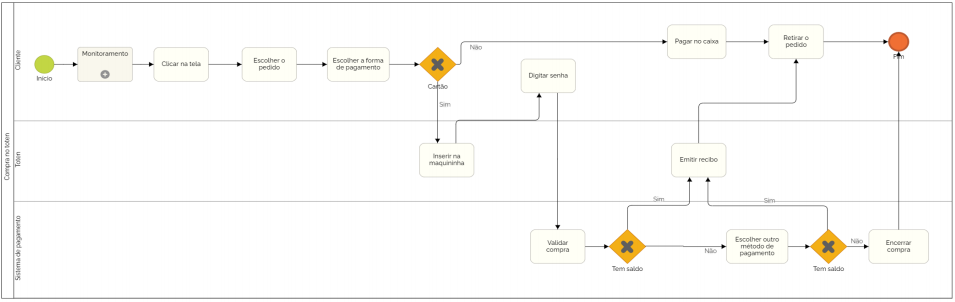 Compra no toten
Cliente
Início
Monitoramento
Clicar na tela
Escolher o
pedido
Escolher a forma
de pagamento
Cartão
Não
Sim
Digitar senha
Pagar no caixa
Retirar o
pedido
Fim
Toten
Inserir na
maquininha
Emitir recibo
Sistema de pagamento
Validar
compra
Tem saldo
Sim
Não
Escolher outro
método de
pagamento
Tem saldo
Sim
Não
Encerrar
compra